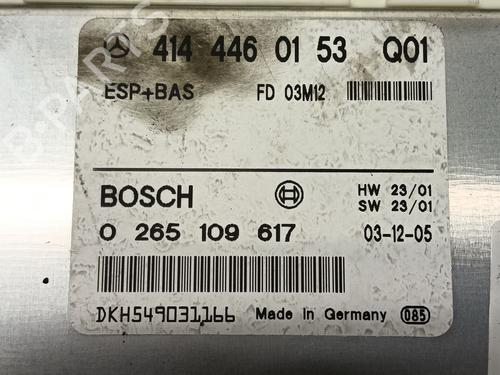 414 446 01 53 Q01
ESP+BAS FD 03M12
BOSCH HW 23/01
SW 23/01
0 265 109 617 03-12-05
DKH549031166 Made in Germany 085
B-PARTS